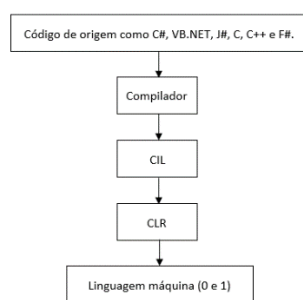 Código de origem como C#, VB.NET, J#, C, C++ e F#.
Compilador
CIL
CLR
Linguagem máquina (0 e 1)